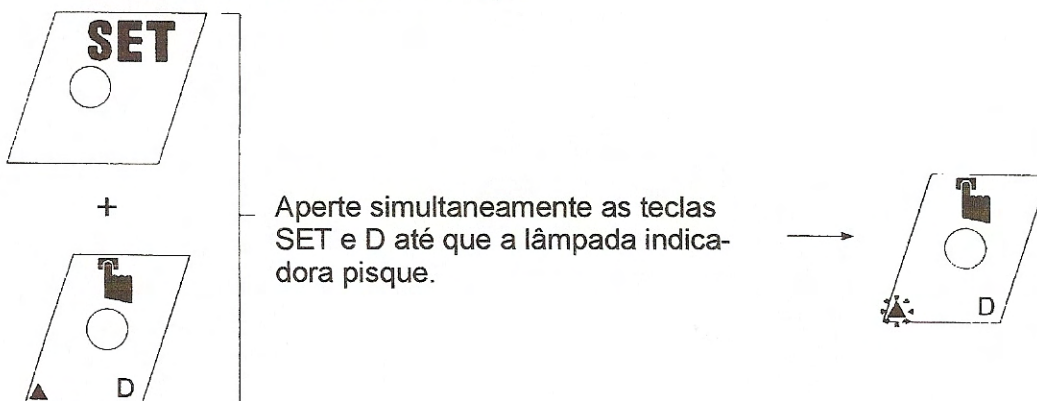 SET
+
Aperte simultaneamente as teclas
SET e D até que a lâmpada indica-
dora pisque.
D
D